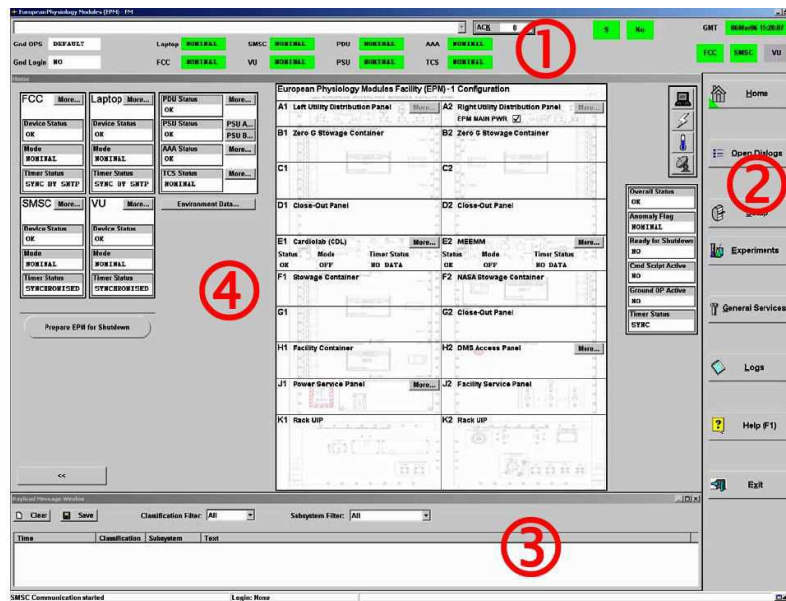 European Physiology Modules (EPM) - FM
ACK 0
S No GMT 06Mar06 15:28:07
Gnd OPS DEFAULT Laptop NOMINAL SMSC NOMINAL PDU NOMINAL AAA NOMINAL
Gnd Login NO FCC NOMINAL VU NOMINAL PSU NOMINAL TCS NOMINAL
FCC SMSC VU
1
Home
FCC More... Laptop More... PDU Status More...
OK
Device Status Device Status PSU Status PSU A...
OK OK OK PSU B...
Mode Mode AAA Status More...
NOMINAL NOMINAL OK
Timer Status Timer Status TCS Status More...
SYNC BY SNTP SYNC BY SNTP NOMINAL
SMSC More... VU More... Environment Data...
Device Status Device Status
OK OK
Mode Mode
NOMINAL NOMINAL
Timer Status Timer Status
SYNCHRONISED SYNCHRONISED
Prepare EPM for Shutdown
<<
4
European Physiology Modules Facility (EPM) - 1 Configuration
A1 Left Utility Distribution Panel More... A2 Right Utility Distribution Panel More...
EPM MAIN PWR
B1 Zero G Stowage Container B2 Zero G Stowage Container
C1 C2
D1 Close-Out Panel D2 Close-Out Panel
E1 Cardiolab (CDL) More... E2 MEEMM More...
Status Mode Timer Status Status Mode Timer Status
OK OFF NO DATA OK OFF NO DATA
F1 Stowage Container F2 NASA Stowage Container
G1 G2 Close-Out Panel
H1 Facility Container H2 DMS Access Panel More...
J1 Power Service Panel More... J2 Facility Service Panel
K1 Rack UIP K2 Rack UIP
Overall Status
OK
Anomaly Flag
NOMINAL
Ready for Shutdown
NO
Cmd Script Active
NO
Ground OP Active
NO
Timer Status
SYNC
Home
Open Dialogs
2
Setup
Experiments
General Services
Logs
Help (F1)
Exit
Payload Message Window
Clear Save Classification Filter: All Subsystem Filter: All
Time Classification Subsystem Text
3
SMSC Communication started Login: None